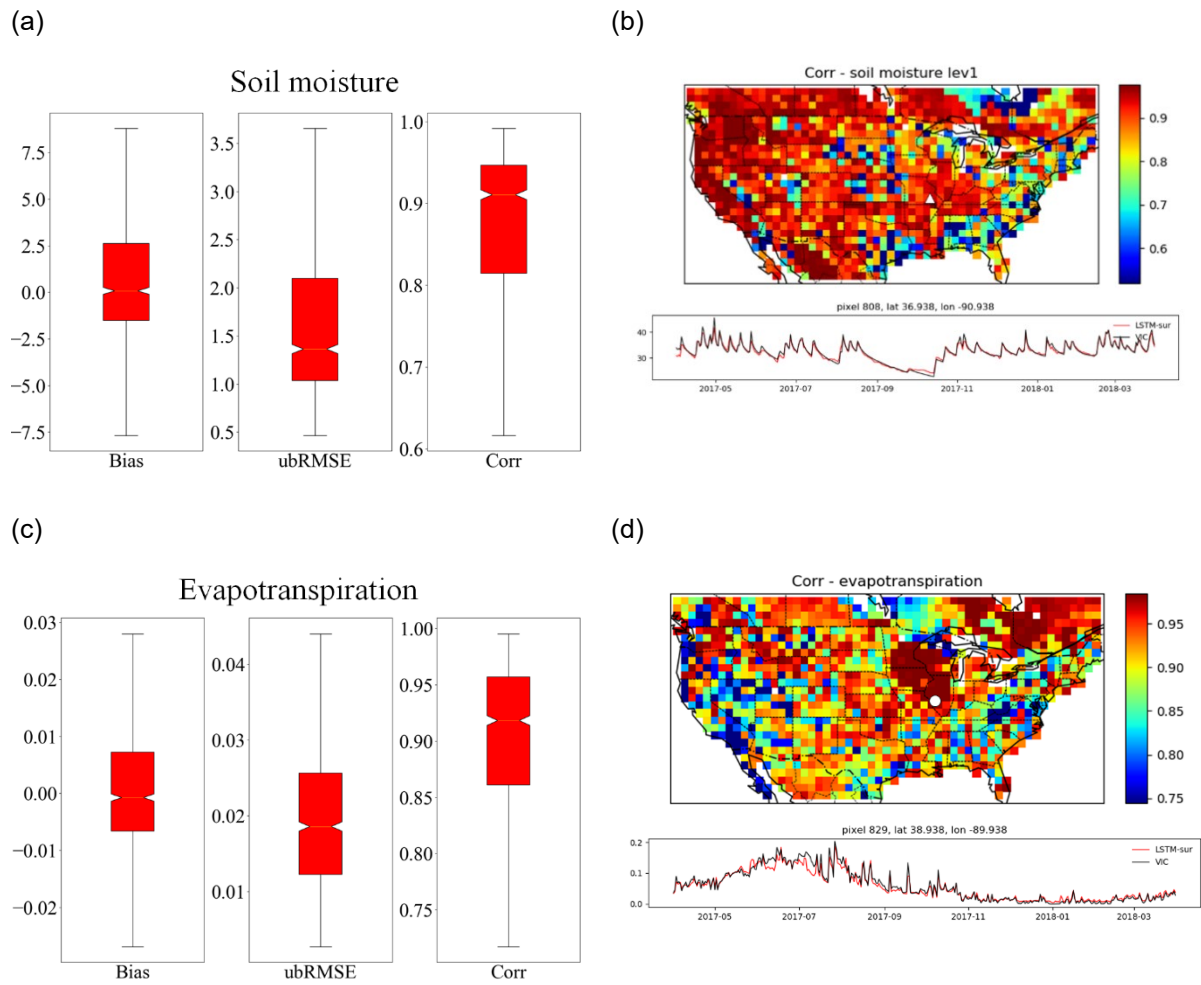 (a)
Soil moisture
7.5
5.0
2.5
0.0
−2.5
−5.0
−7.5
Bias
3.5
3.0
2.5
2.0
1.5
1.0
0.5
ubRMSE
1.0
0.9
0.8
0.7
0.6
Corr
(b)
Corr - soil moisture lev1
0.9
0.8
0.7
0.6
pixel 808, lat 36.938, lon -90.938
40
30
LSTM-sur
VIC
2017-05 2017-07 2017-09 2017-11 2018-01 2018-03
(c)
Evapotranspiration
0.03
0.02
0.01
0.00
−0.01
−0.02
Bias
0.04
0.03
0.02
0.01
ubRMSE
1.00
0.95
0.90
0.85
0.80
0.75
Corr
(d)
Corr - evapotranspiration
0.95
0.90
0.85
0.80
0.75
pixel 829, lat 38.938, lon -89.938
0.2
0.1
0.0
LSTM-sur
VIC
2017-05 2017-07 2017-09 2017-11 2018-01 2018-03